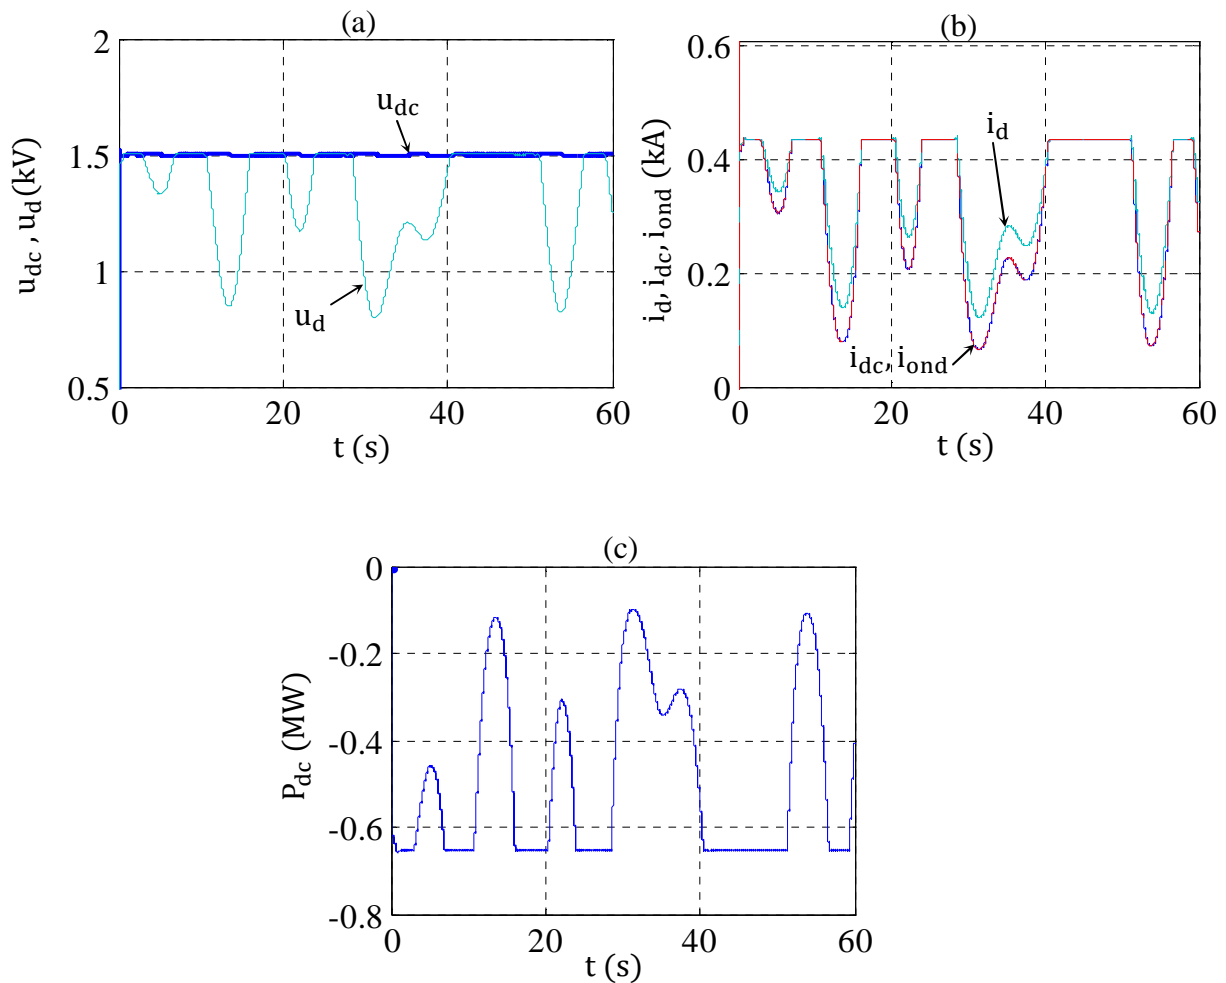 (a)
2
1.5
1
0.5
0
20
40
60
u_dc , u_d (kV)
t (s)
u_dc
u_d
(b)
0.6
0.4
0.2
0
0
20
40
60
i_d, i_dc, i_ond (kA)
t (s)
i_d
i_dc, i_ond
(c)
0
-0.2
-0.4
-0.6
-0.8
0
20
40
60
P_dc (MW)
t (s)